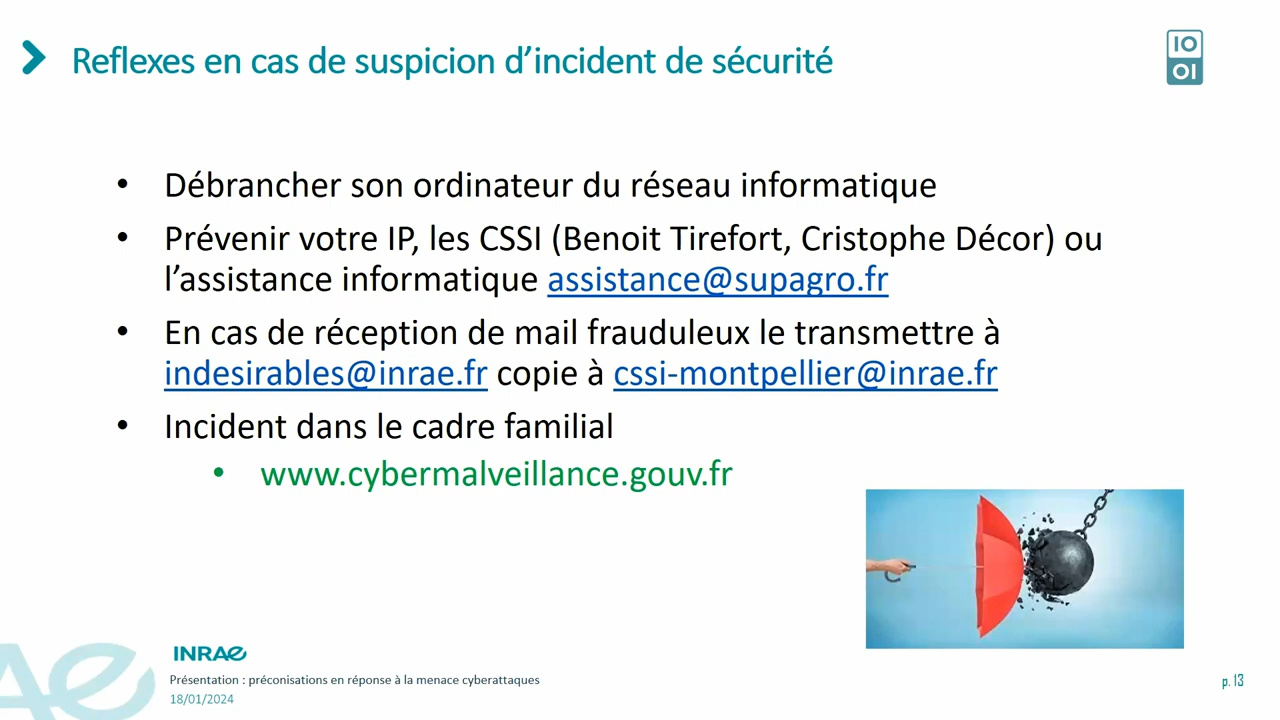 Reflexes en cas de suspicion d'incident de sécurité
IO
OI
• Débrancher son ordinateur du réseau informatique
• Prévenir votre IP, les CSSI (Benoit Tirefort, Cristophe Décor) ou
l'assistance informatique assistance@supagro.fr
• En cas de réception de mail frauduleux le transmettre à
indesirables@inrae.fr copie à cssi-montpellier@inrae.fr
• Incident dans le cadre familial
• www.cybermalveillance.gouv.fr
INRAE
Présentation : préconisations en réponse à la menace cyberattaques
18/01/2024
p. 13